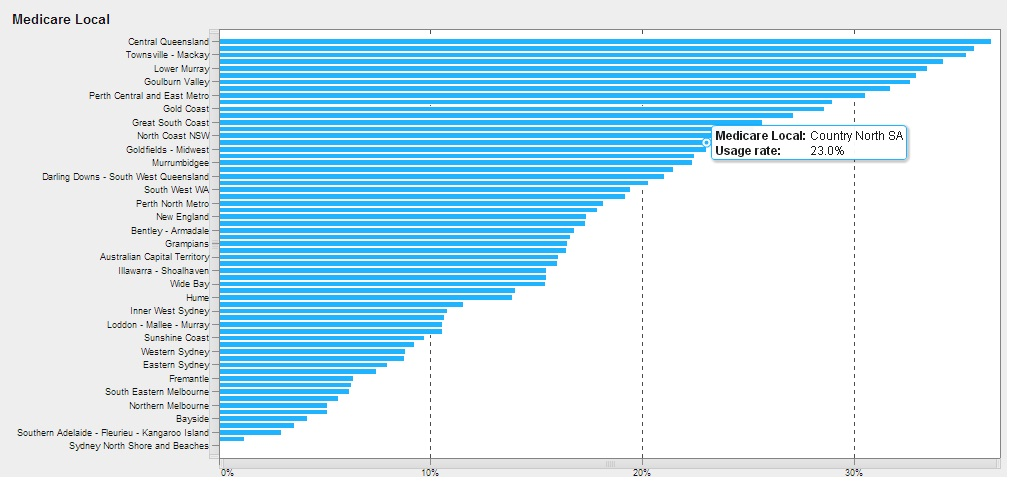 Medicare Local
Central Queensland
Townsville - Mackay
Lower Murray
Goulburn Valley
Perth Central and East Metro
Gold Coast
Great South Coast
North Coast NSW
Medicare Local: Country North SA
Usage rate: 23.0%
Goldfields - Midwest
Murrumbidgee
Darling Downs - South West Queensland
South West WA
Perth North Metro
New England
Bentley - Armadale
Grampians
Australian Capital Territory
Illawarra - Shoalhaven
Wide Bay
Hume
Inner West Sydney
Loddon - Mallee - Murray
Sunshine Coast
Western Sydney
Eastern Sydney
Fremantle
South Eastern Melbourne
Northern Melbourne
Bayside
Southern Adelaide - Fleurieu - Kangaroo Island
Sydney North Shore and Beaches
0% 10% 20% 30%